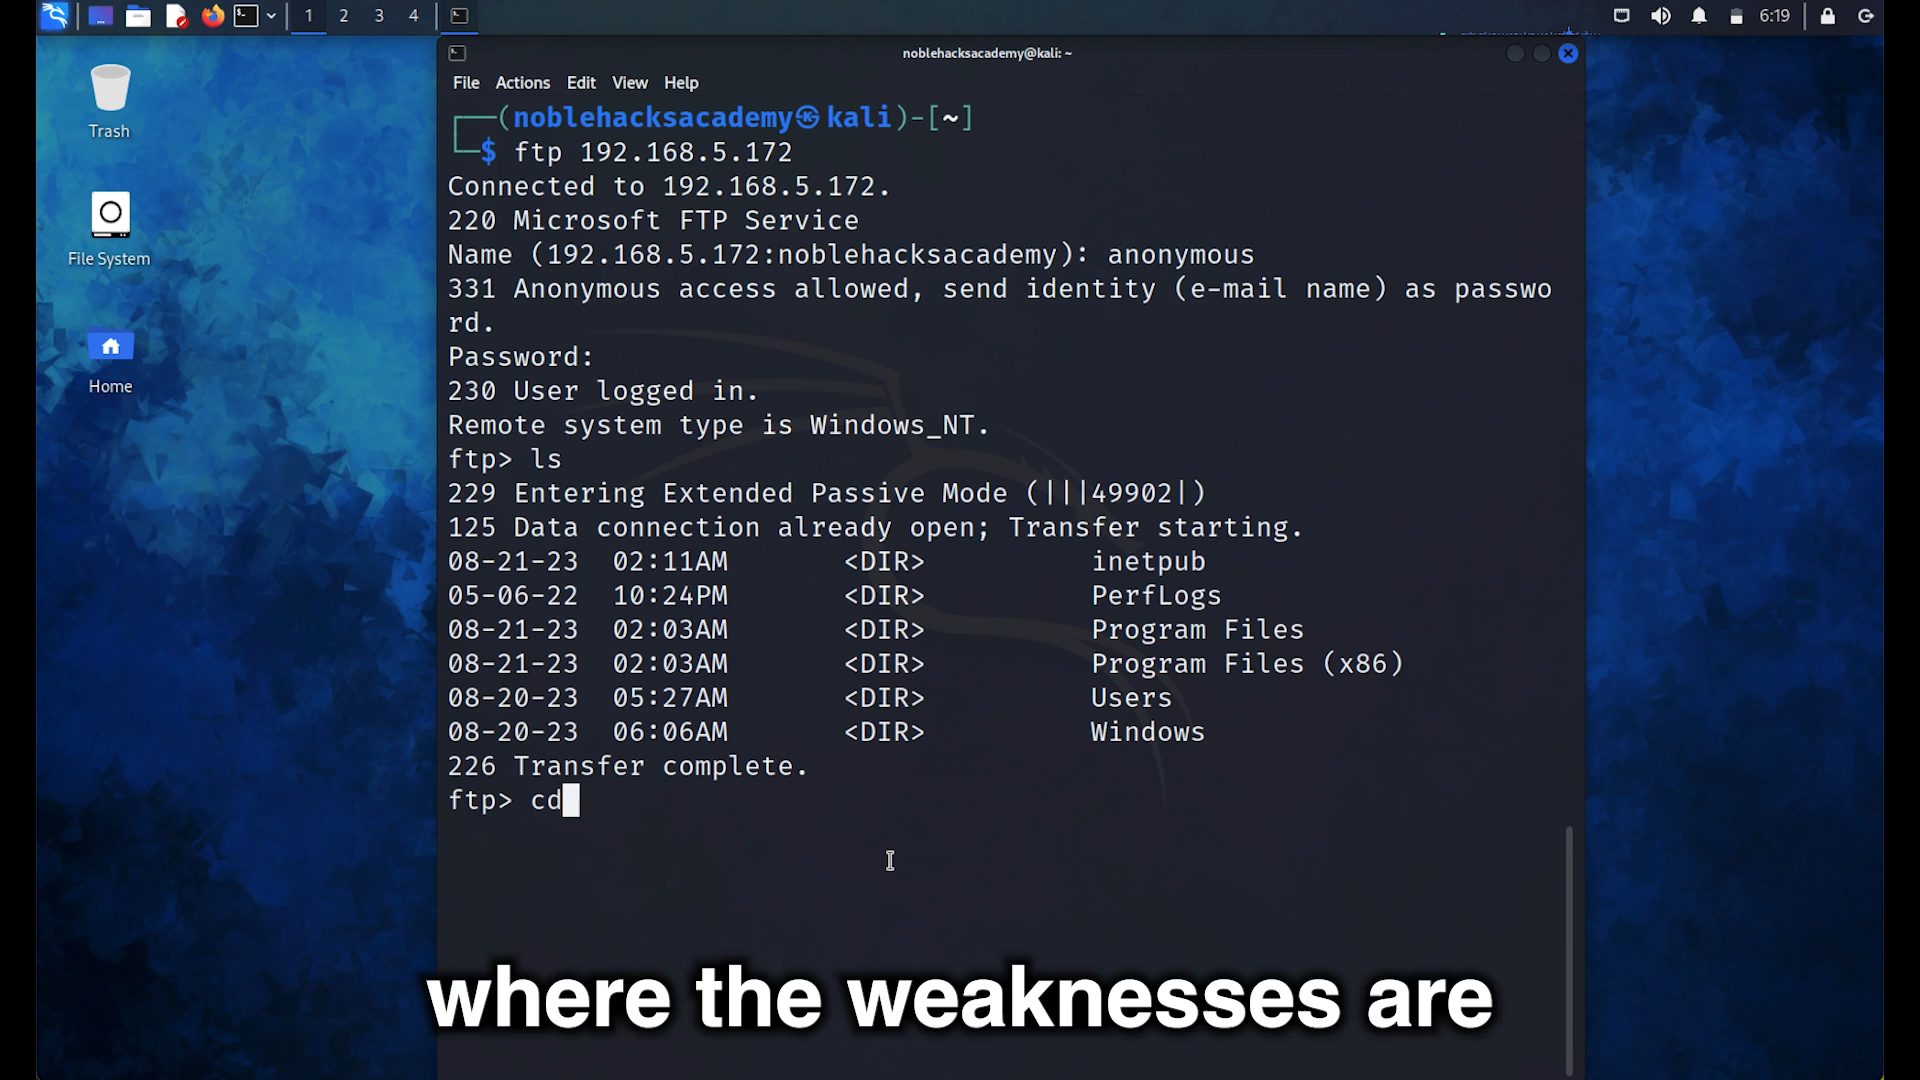 1 2 3 4
6:19
noblehacksacademy@kali: ~
File Actions Edit View Help
Trash
File System
Home
(noblehacksacademy㉿kali)-[~]
$ ftp 192.168.5.172
Connected to 192.168.5.172.
220 Microsoft FTP Service
Name (192.168.5.172:noblehacksacademy): anonymous
331 Anonymous access allowed, send identity (e-mail name) as passwo
rd.
Password:
230 User logged in.
Remote system type is Windows_NT.
ftp> ls
229 Entering Extended Passive Mode (|||49902|)
125 Data connection already open; Transfer starting.
08-21-23 02:11AM <DIR> inetpub
05-06-22 10:24PM <DIR> PerfLogs
08-21-23 02:03AM <DIR> Program Files
08-21-23 02:03AM <DIR> Program Files (x86)
08-20-23 05:27AM <DIR> Users
08-20-23 06:06AM <DIR> Windows
226 Transfer complete.
ftp> cd
where the weaknesses are